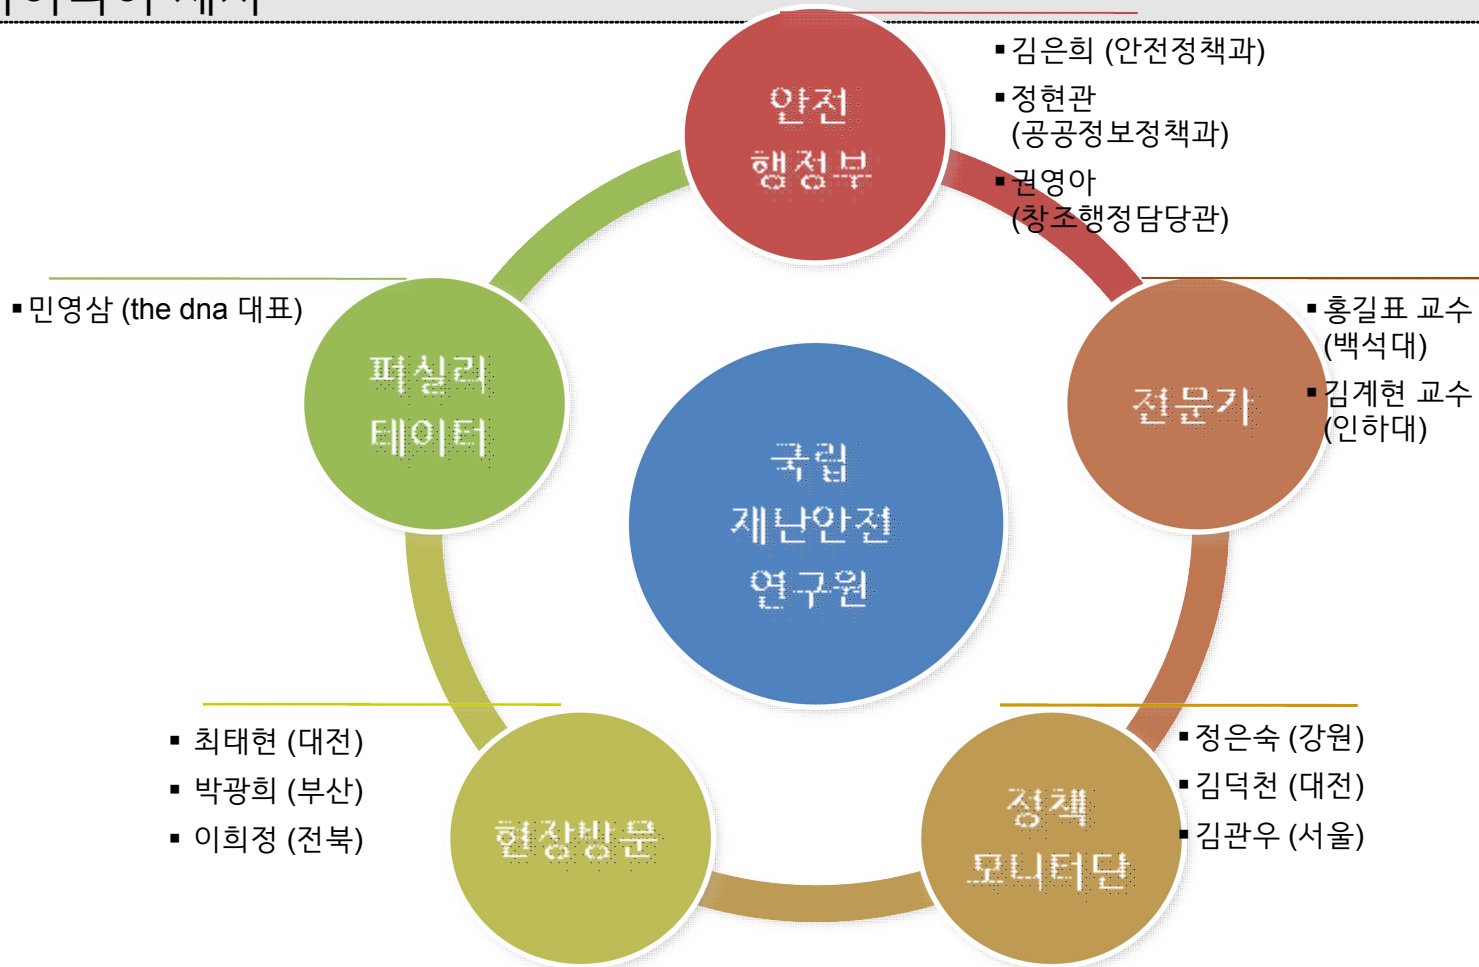 안전
행정부
▪김은희 (안전정책과)
▪정현관
(공공정보정책과)
▪권영아
(창조행정담당관)
▪민영삼 (the dna 대표)
퍼실리
테이터
▪홍길표 교수
(백석대)
▪김계현 교수
(인하대)
전문가
국립
재난안전
연구원
▪ 최태현 (대전)
▪ 박광희 (부산)
▪ 이희정 (전북)
현장방문
▪정은숙 (강원)
▪김덕천 (대전)
▪김관우 (서울)
정책
모니터단